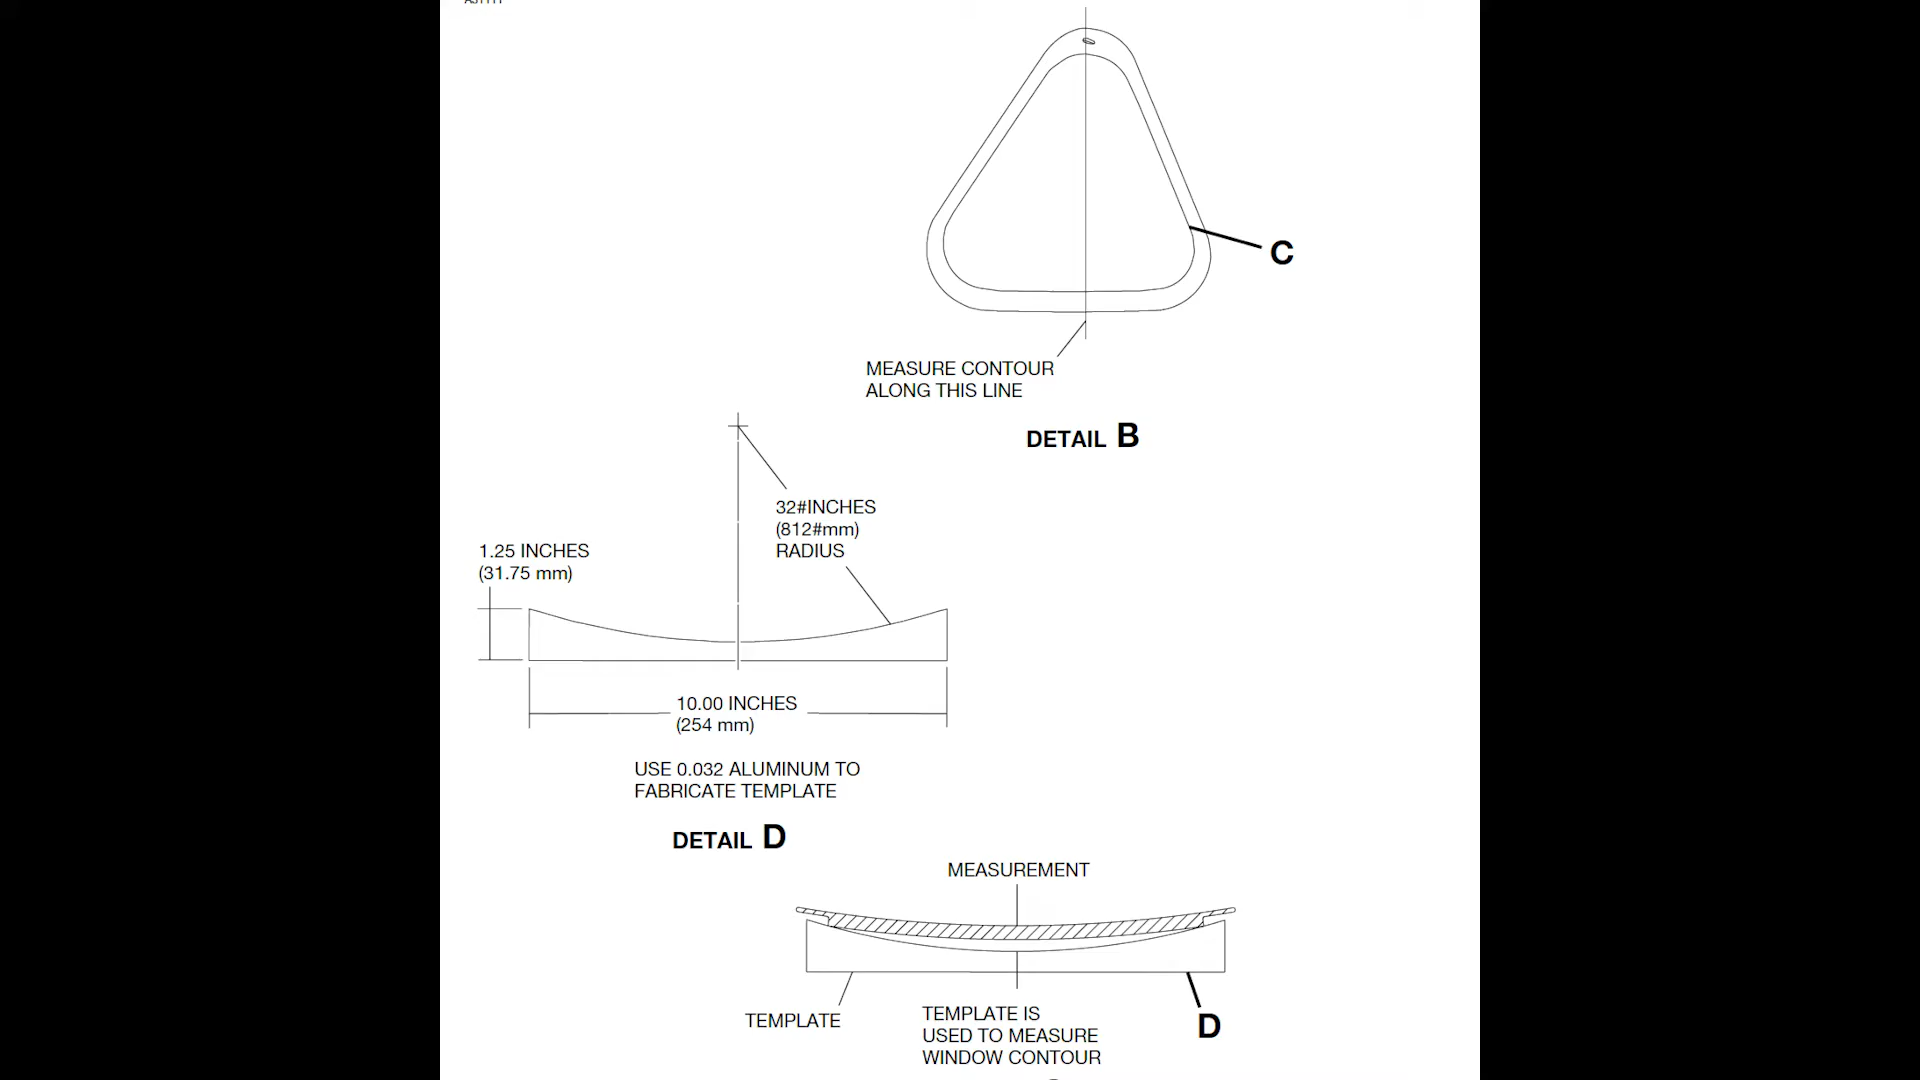 C
MEASURE CONTOUR
ALONG THIS LINE
DETAIL B
32#INCHES
(812#mm)
RADIUS
1.25 INCHES
(31.75 mm)
10.00 INCHES
(254 mm)
USE 0.032 ALUMINUM TO
FABRICATE TEMPLATE
DETAIL D
MEASUREMENT
TEMPLATE
TEMPLATE IS
USED TO MEASURE
WINDOW CONTOUR
D